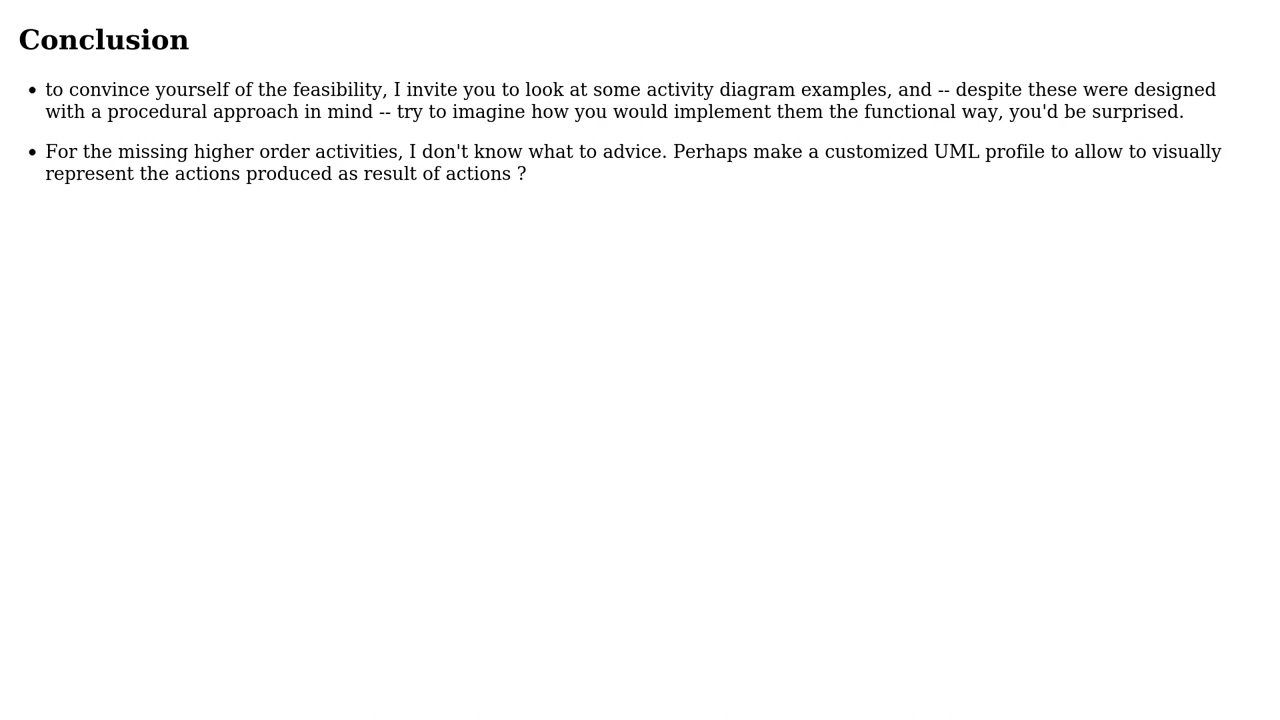 Conclusion
• to convince yourself of the feasibility, I invite you to look at some activity diagram examples, and -- despite these were designed
with a procedural approach in mind -- try to imagine how you would implement them the functional way, you'd be surprised.
• For the missing higher order activities, I don't know what to advice. Perhaps make a customized UML profile to allow to visually
represent the actions produced as result of actions ?